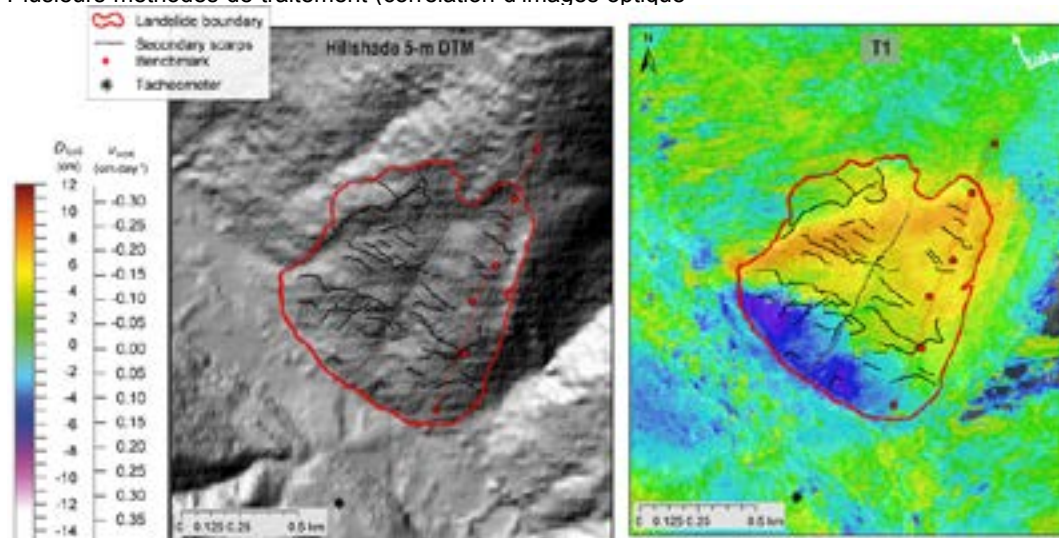 Plusieurs méthodes de traitement (corrélation d'images optique
Landslide boundary
Secondary scarps
Benchmark
Tacheometer
Hillshade 5-m DTM
T1
N
(cm)
(cm·day⁻¹)
12
10
8
6
4
2
0
-2
-4
-6
-8
-10
-12
-14
-0.30
-0.25
-0.20
-0.15
-0.10
-0.05
0.00
0.05
0.10
0.15
0.20
0.25
0.30
0.35
0 0.125 0.25 0.5 km
0 0.125 0.25 0.5 km